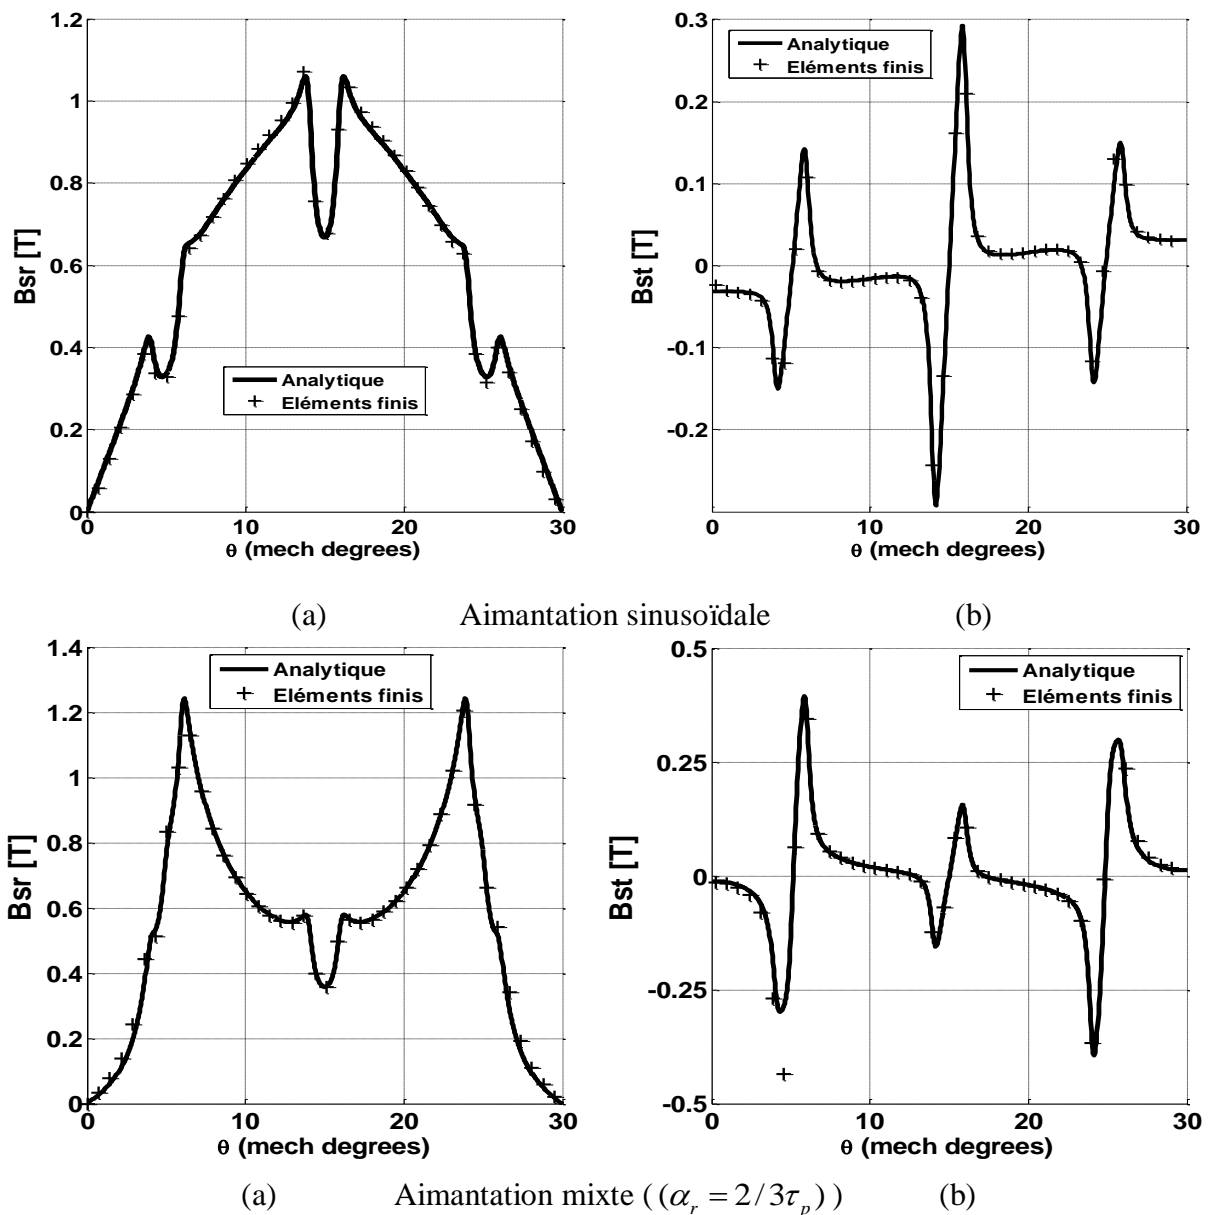 1.2
1
0.8
0.6
0.4
0.2
0
Bsr [T]
Analytique
Eléments finis
0 10 20 30
θ (mech degrees)
0.3
0.2
0.1
0
-0.1
-0.2
Bst [T]
Analytique
Eléments finis
0 10 20 30
θ (mech degrees)
(a) Aimantation sinusoïdale (b)
1.4
1.2
1
0.8
0.6
0.4
0.2
0
Bsr [T]
Analytique
Eléments finis
0 10 20 30
θ (mech degrees)
0.5
0.25
0
-0.25
-0.5
Bst [T]
Analytique
Eléments finis
0 10 20 30
θ (mech degrees)
(a) Aimantation mixte ((α_r = 2/3τ_p)) (b)